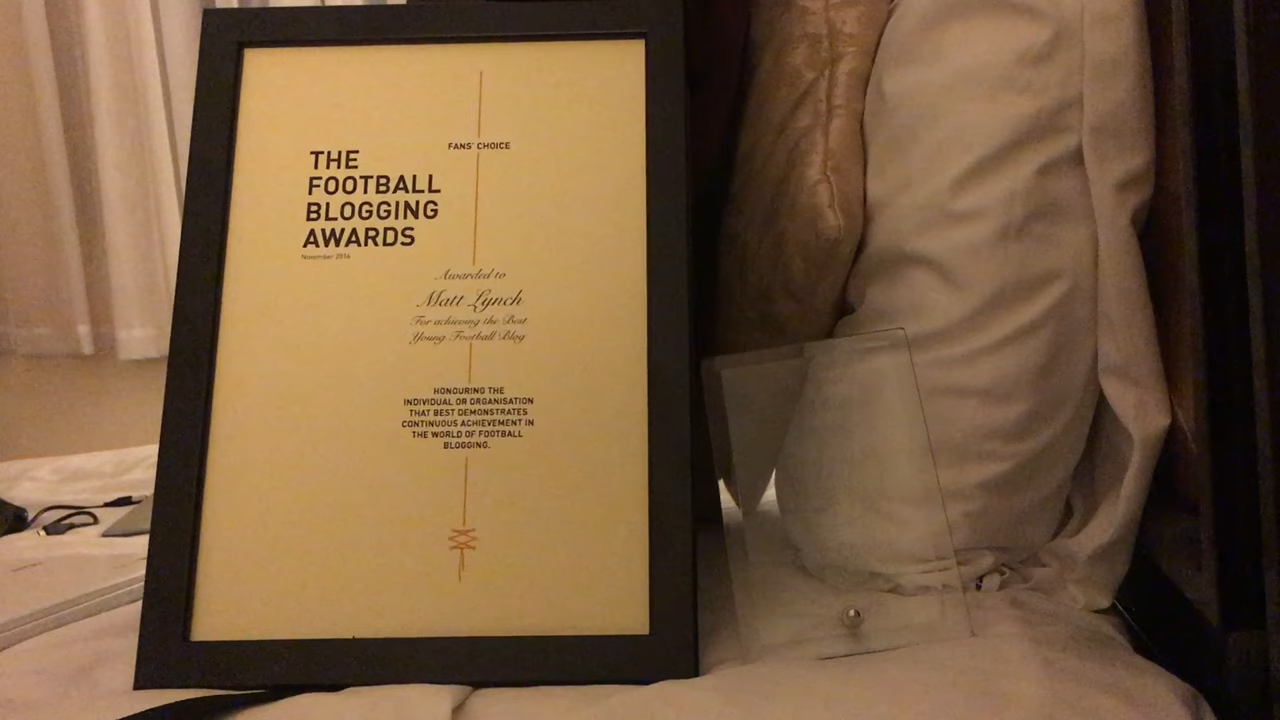 FANS' CHOICE
THE
FOOTBALL
BLOGGING
AWARDS
November 2016
Awarded to
Matt Lynch
For achieving the Best
Young Football Blog
HONOURING THE
INDIVIDUAL OR ORGANISATION
THAT BEST DEMONSTRATES
CONTINUOUS ACHIEVEMENT IN
THE WORLD OF FOOTBALL
BLOGGING.